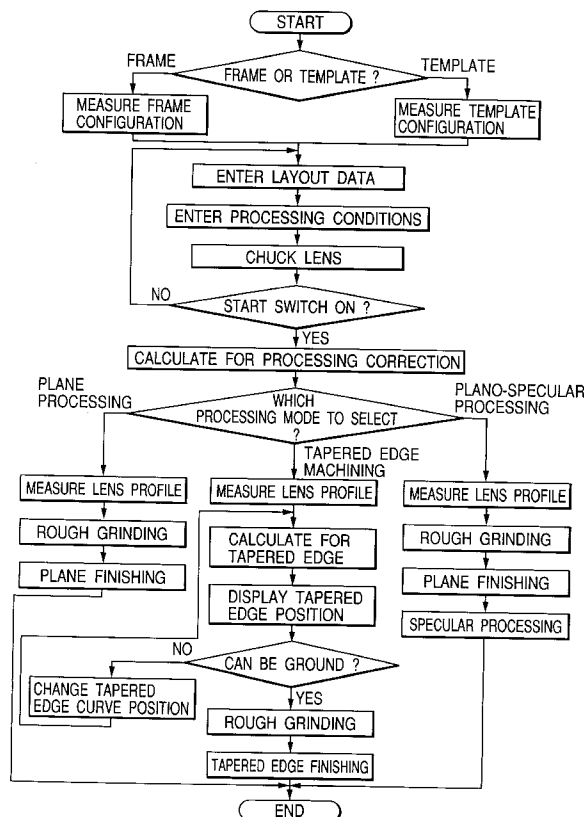 START
FRAME
FRAME OR TEMPLATE ?
TEMPLATE
MEASURE FRAME
CONFIGURATION
MEASURE TEMPLATE
CONFIGURATION
ENTER LAYOUT DATA
ENTER PROCESSING CONDITIONS
CHUCK LENS
NO
START SWITCH ON ?
YES
CALCULATE FOR PROCESSING CORRECTION
PLANE
PROCESSING
WHICH
PROCESSING MODE TO SELECT
?
PLANO-SPECULAR
PROCESSING
TAPERED EDGE
MACHINING
MEASURE LENS PROFILE
ROUGH GRINDING
PLANE FINISHING
MEASURE LENS PROFILE
CALCULATE FOR
TAPERED EDGE
DISPLAY TAPERED
EDGE POSITION
NO
CAN BE GROUND ?
CHANGE TAPERED
EDGE CURVE POSITION
YES
ROUGH GRINDING
TAPERED EDGE FINISHING
MEASURE LENS PROFILE
ROUGH GRINDING
PLANE FINISHING
SPECULAR PROCESSING
END